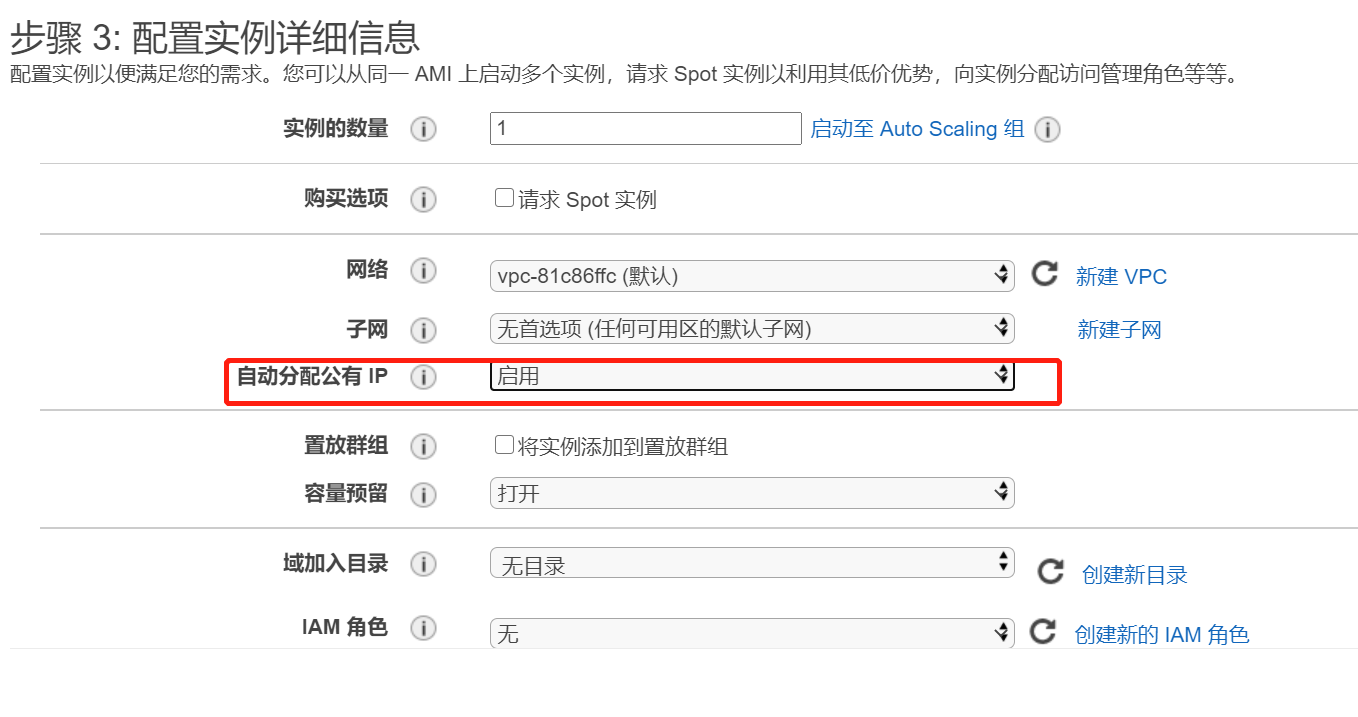 步骤 3: 配置实例详细信息
配置实例以便满足您的需求。您可以从同一 AMI 上启动多个实例，请求 Spot 实例以利用其低价优势，向实例分配访问管理角色等等。
实例的数量 1 启动至 Auto Scaling 组
购买选项 请求 Spot 实例
网络 vpc-81c86ffc (默认) 新建 VPC
子网 无首选项 (任何可用区的默认子网) 新建子网
自动分配公有 IP 启用
置放群组 将实例添加到置放群组
容量预留 打开
域加入目录 无目录 创建新目录
IAM 角色 无 创建新的 IAM 角色